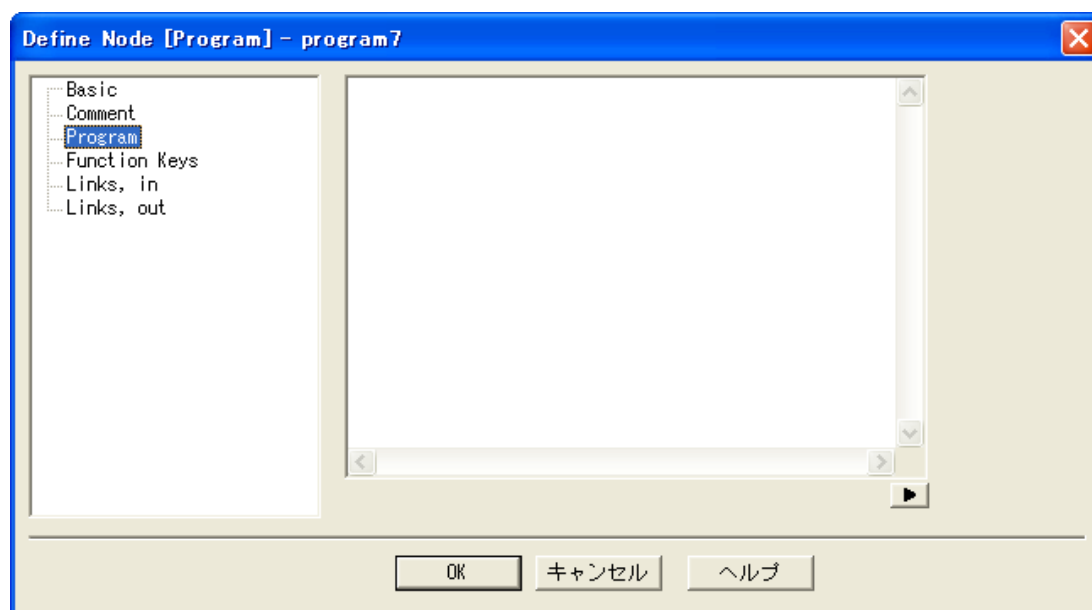 Define Node [Program] - program7
Basic
Comment
Program
Function Keys
Links, in
Links, out
OK
キャンセル
ヘルプ